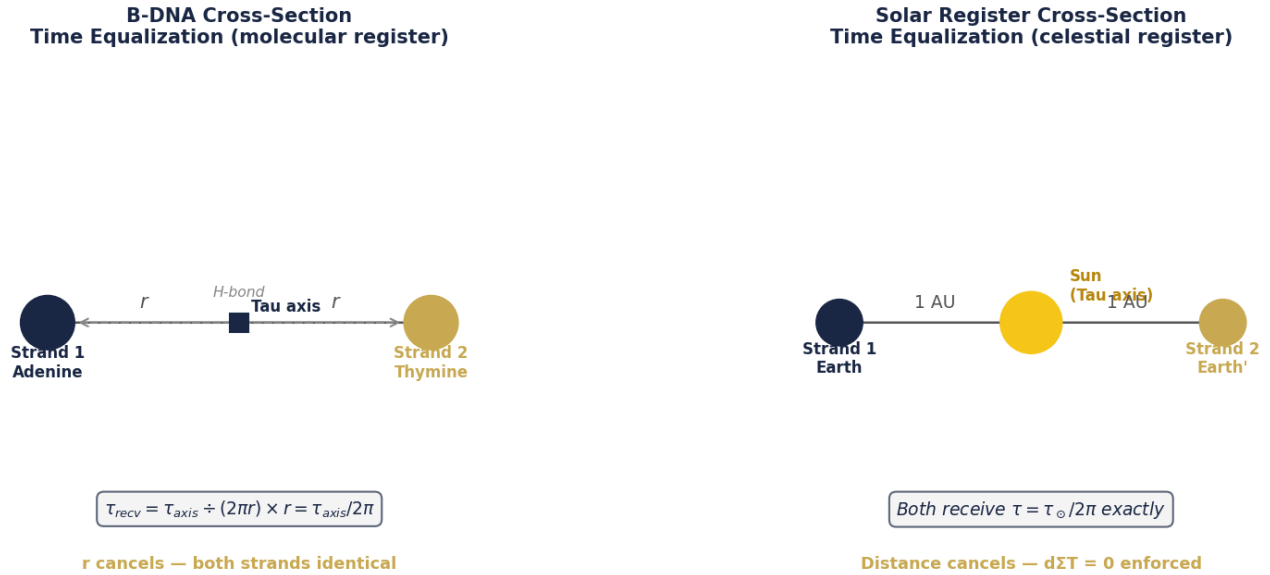 B-DNA Cross-Section
Time Equalization (molecular register)
H-bond
r
Tau axis
r
Strand 1
Adenine
Strand 2
Thymine
τ_recv = τ_axis ÷ (2πr) × r = τ_axis/2π
r cancels — both strands identical
Solar Register Cross-Section
Time Equalization (celestial register)
Sun
(Tau axis)
1 AU
1 AU
Strand 1
Earth
Strand 2
Earth'
Both receive τ = τ_⊙/2π exactly
Distance cancels — dΣT = 0 enforced